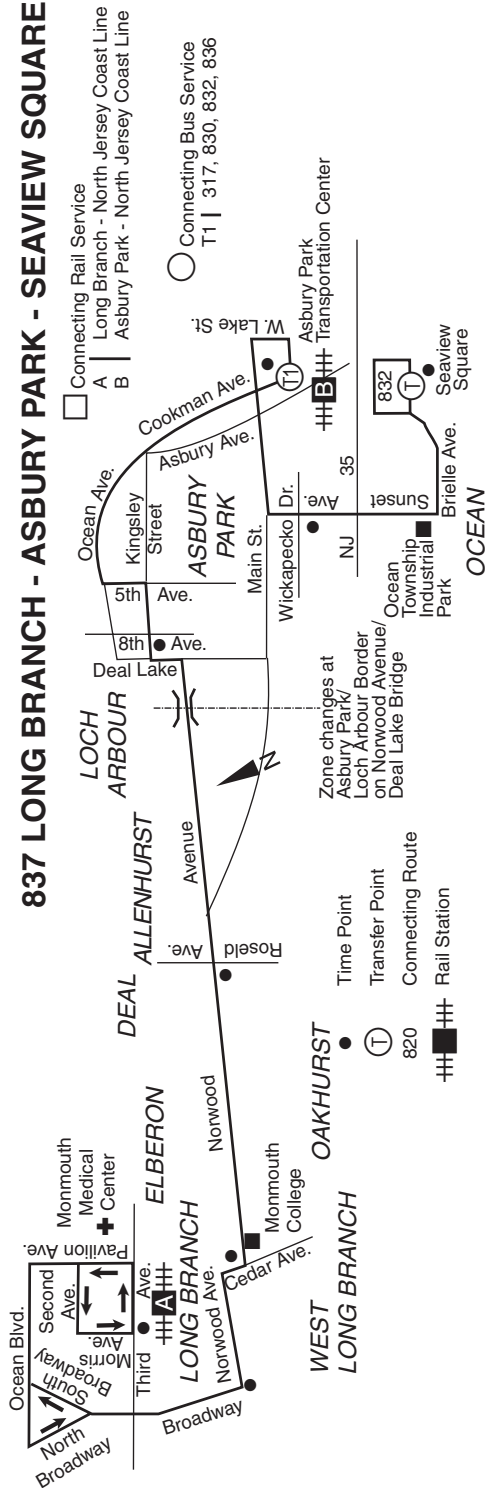 837 LONG BRANCH - ASBURY PARK - SEAVIEW SQUARE
Connecting Rail Service
A Long Branch - North Jersey Coast Line
B Asbury Park - North Jersey Coast Line
Connecting Bus Service
T1 317, 830, 832, 836
Ocean Blvd.
Second
Ave.
Pavilion Ave.
Monmouth
Medical
Center
South
Broadway
Morris
Ave.
North
Broadway
Third
Ave.
A
LONG BRANCH
ELBERON
Broadway
Norwood Ave.
Cedar Ave.
Monmouth
College
WEST
LONG BRANCH
OAKHURST
Norwood
Avenue
DEAL
ALLENHURST
Roseld
Ave.
LOCH
ARBOUR
Deal Lake
8th Ave.
5th Ave.
Ocean Ave.
Kingsley
Street
ASBURY
PARK
Cookman Ave.
Asbury Ave.
Main St.
W. Lake St.
T1
B
Asbury Park
Transportation Center
Wickapecko Dr.
Sunset
Ave.
NJ 35
Ocean
Township
Industrial
Park
Brielle Ave.
832
T
Seaview
Square
OCEAN
N
Zone changes at
Asbury Park/
Loch Arbour Border
on Norwood Avenue/
Deal Lake Bridge
Time Point
T Transfer Point
820 Connecting Route
Rail Station